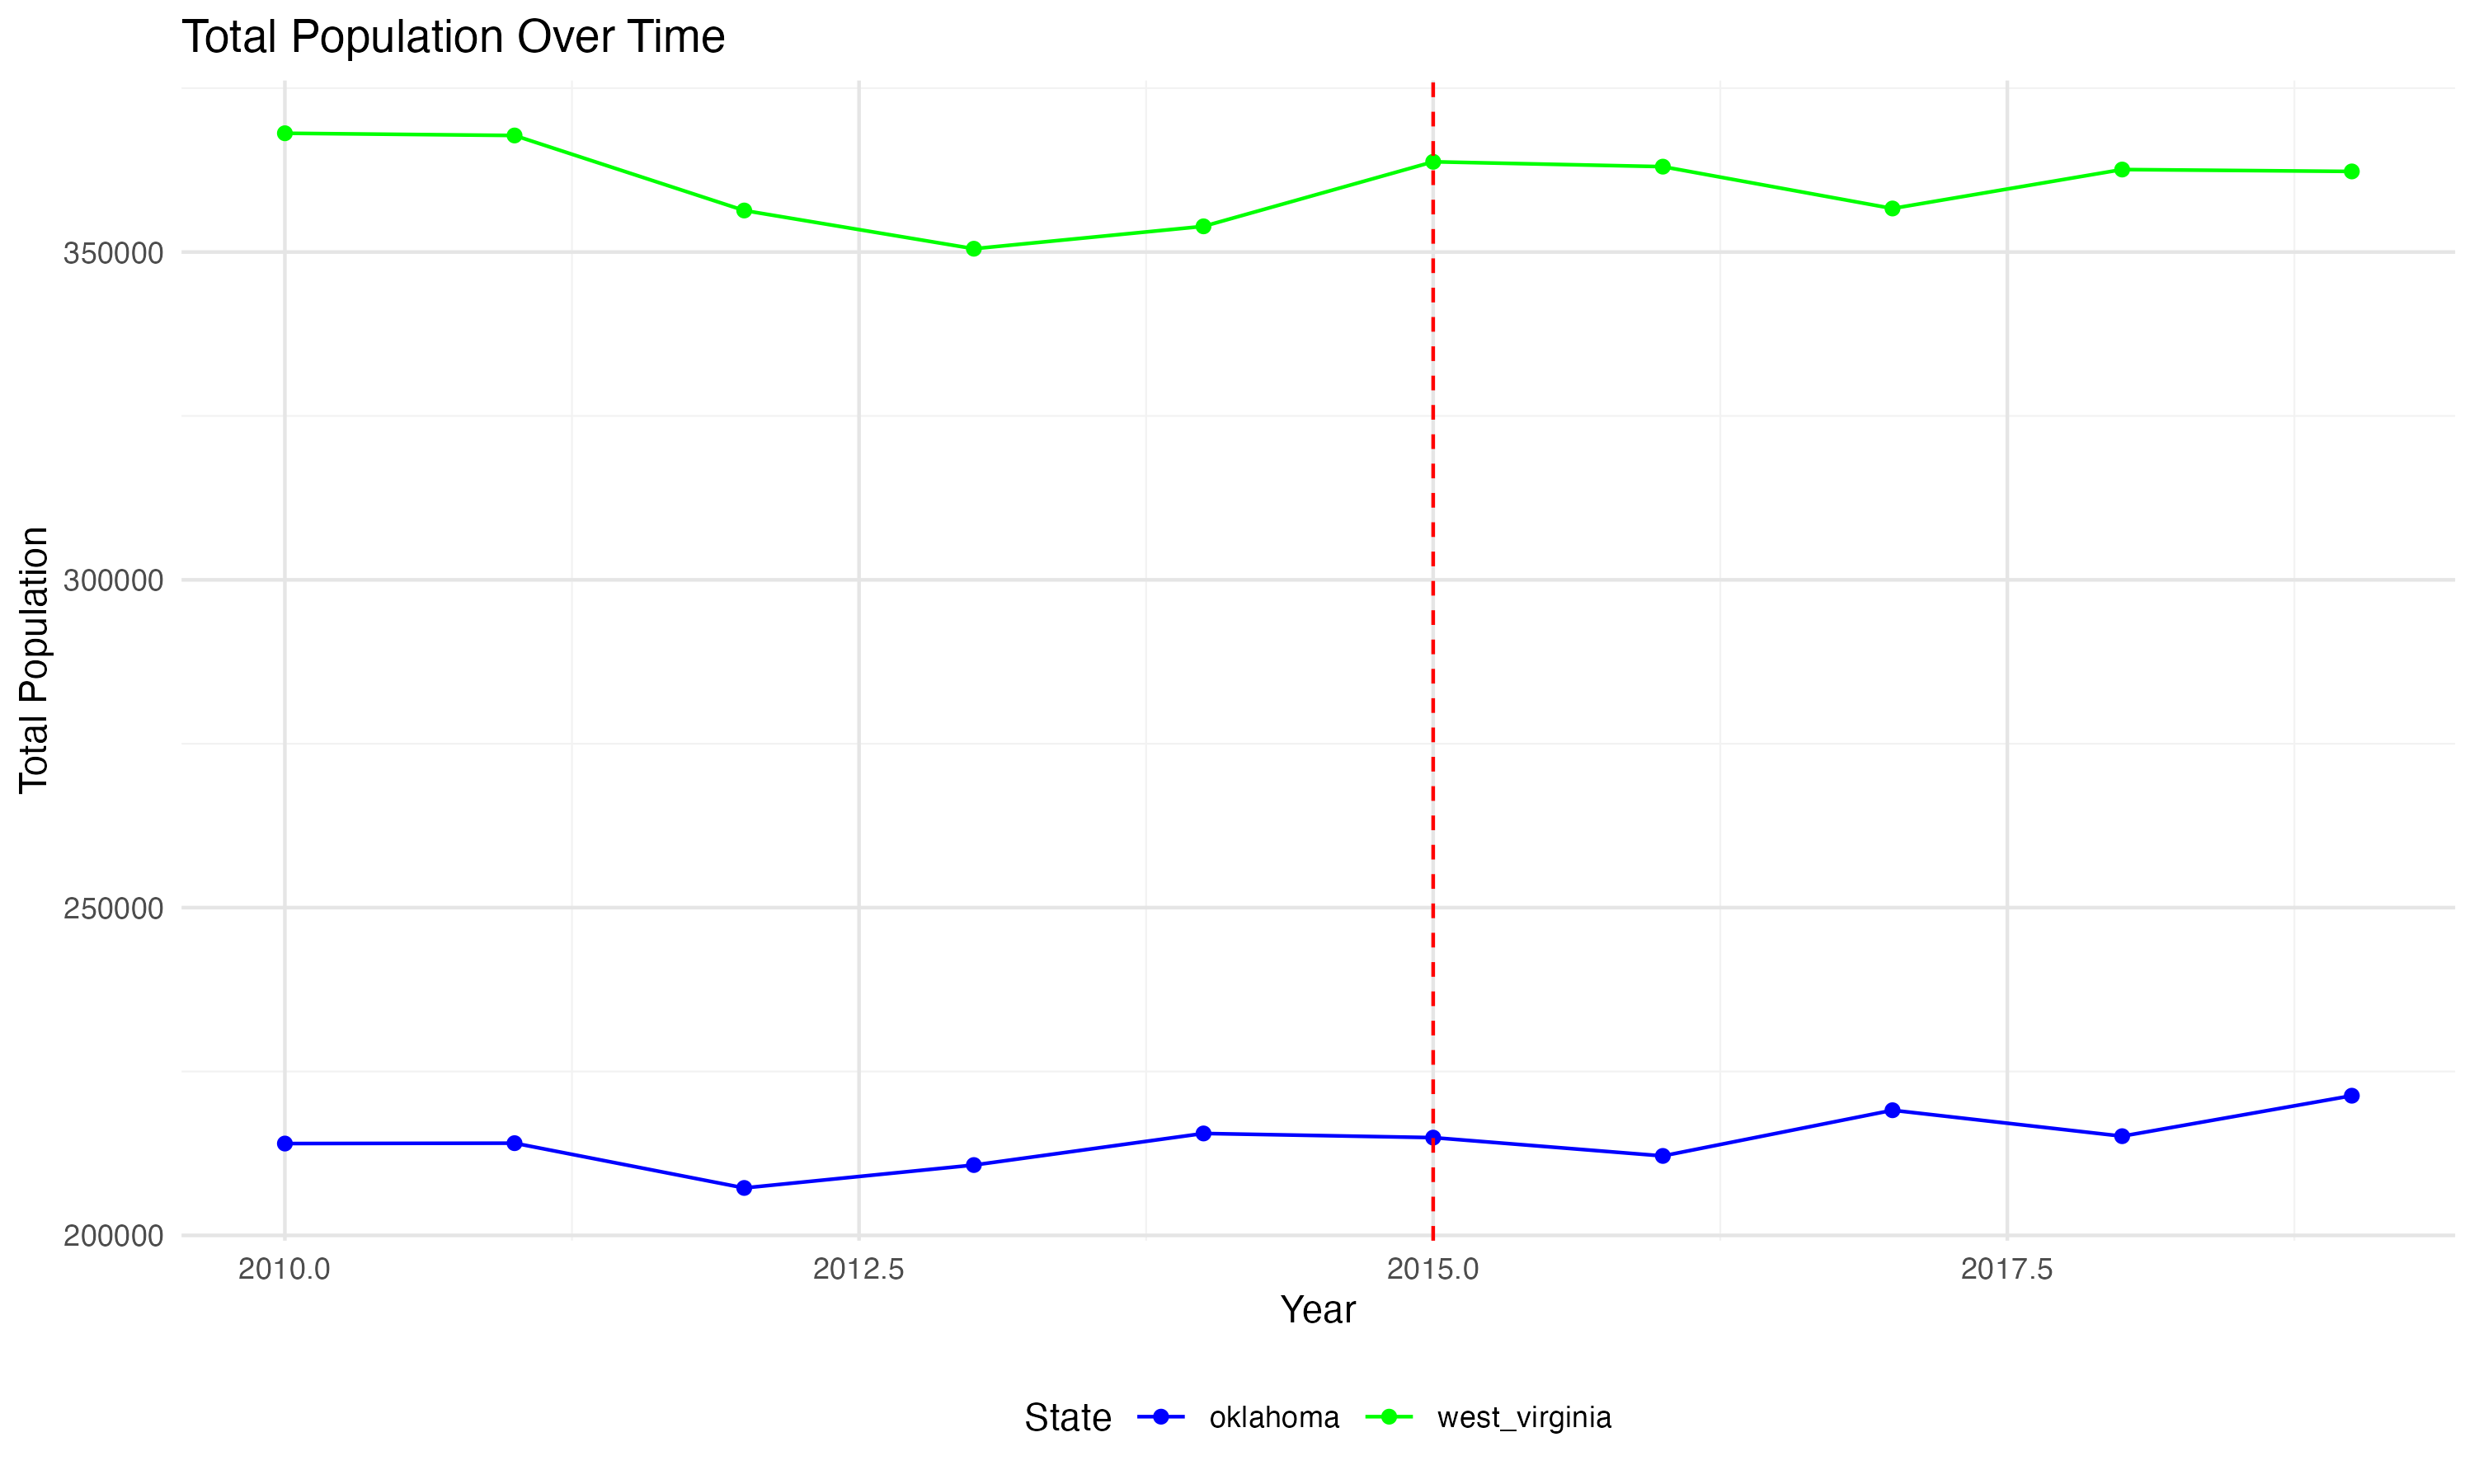 Total Population Over Time
Total Population
350000
300000
250000
200000
2010.0 2012.5 2015.0 2017.5
Year
State oklahoma west_virginia